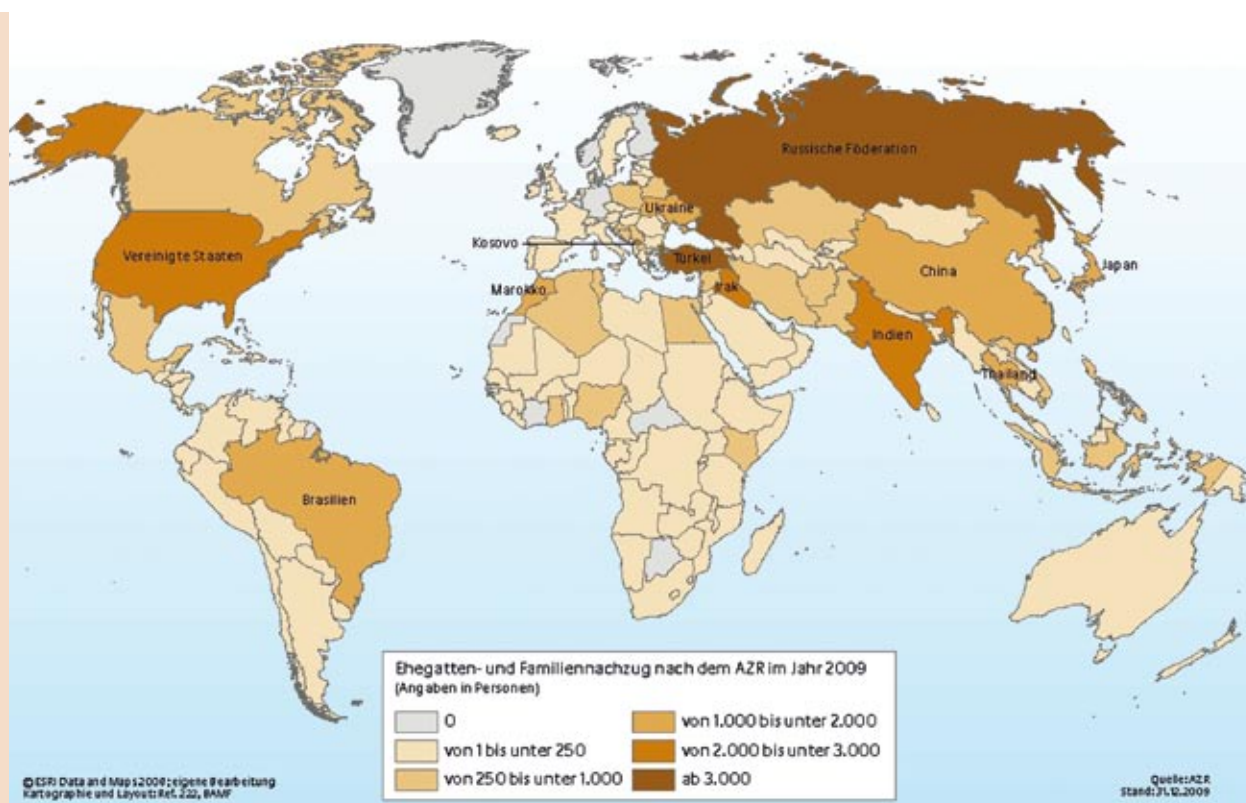 Russische Föderation
Ukraine
Vereinigte Staaten
Kosovo
Türkei
China
Japan
Marokko
Irak
Indien
Thailand
Brasilien
Ehegatten- und Familiennachzug nach dem AZR im Jahr 2009
(Angaben in Personen)
0
von 1.000 bis unter 2.000
von 1 bis unter 250
von 2.000 bis unter 3.000
von 250 bis unter 1.000
ab 3.000
©ESRI Data and Maps 2008; eigene Bearbeitung
Kartographie und Layout: Ref. 222, BAMF
Quelle: AZR
Stand: 31.12.2009